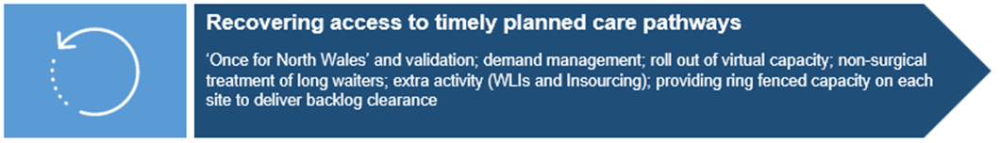 Recovering access to timely planned care pathways
‘Once for North Wales’ and validation; demand management; roll out of virtual capacity; non-surgical
treatment of long waiters; extra activity (WLIs and Insourcing); providing ring fenced capacity on each
site to deliver backlog clearance